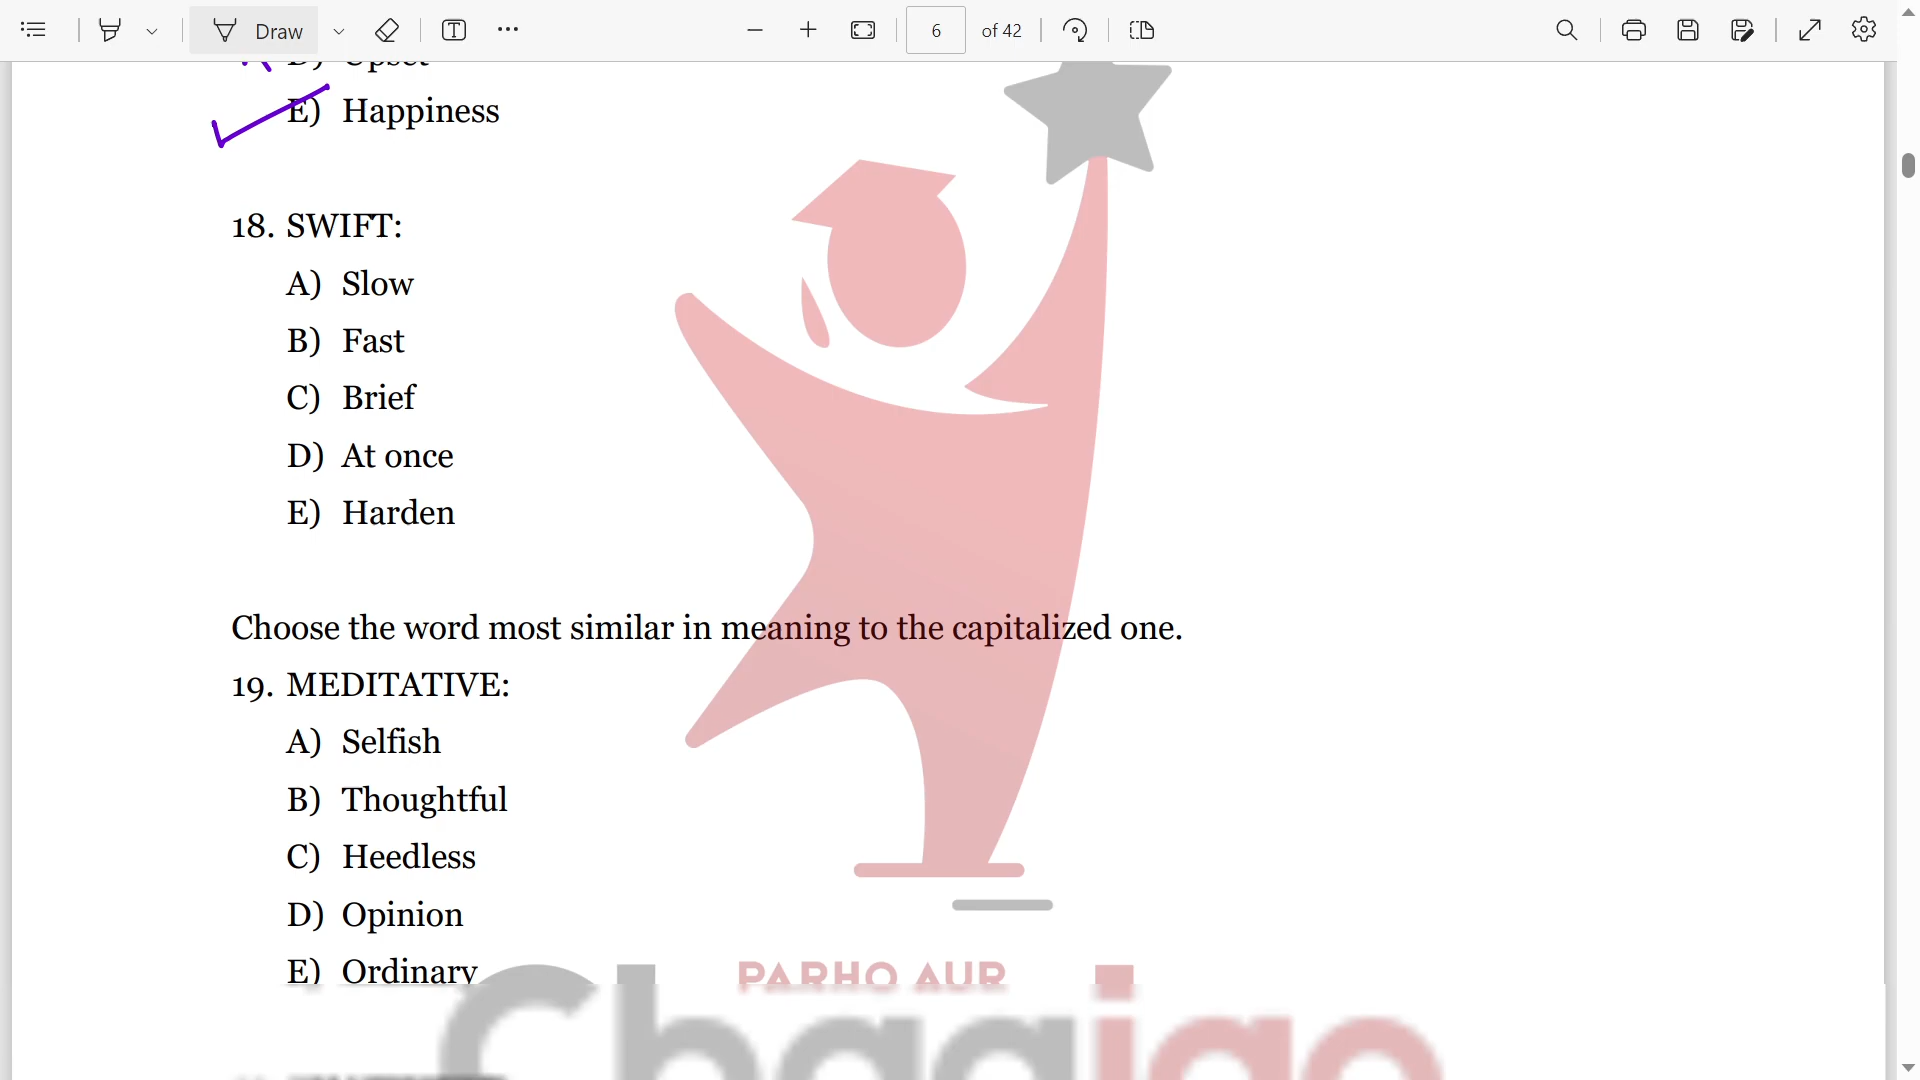 Draw
6 of 42
D) Upset
E) Happiness
18. SWIFT:
A) Slow
B) Fast
C) Brief
D) At once
E) Harden
Choose the word most similar in meaning to the capitalized one.
19. MEDITATIVE:
A) Selfish
B) Thoughtful
C) Heedless
D) Opinion
E) Ordinary
PARHO AUR